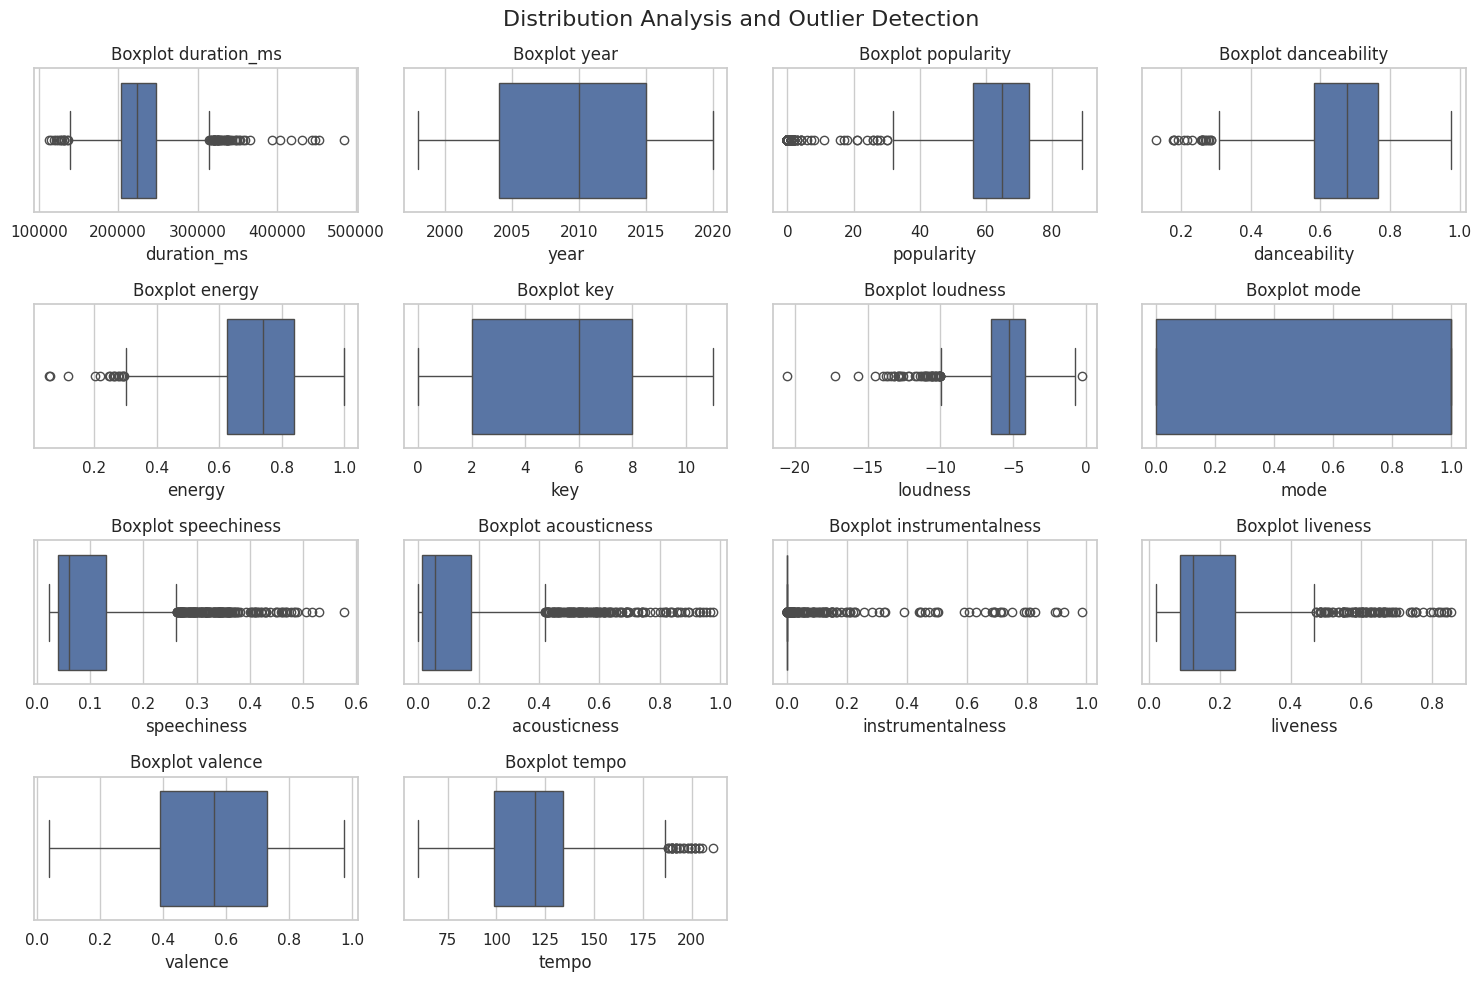 Distribution Analysis and Outlier Detection
Boxplot duration_ms Boxplot year Boxplot popularity Boxplot danceability
100000 200000 300000 400000 500000 2000 2005 2010 2015 2020 0 20 40 60 80 0.2 0.4 0.6 0.8 1.0
duration_ms year popularity danceability
Boxplot energy Boxplot key Boxplot loudness Boxplot mode
0.2 0.4 0.6 0.8 1.0 0 2 4 6 8 10 −20 −15 −10 −5 0 0.0 0.2 0.4 0.6 0.8 1.0
energy key loudness mode
Boxplot speechiness Boxplot acousticness Boxplot instrumentalness Boxplot liveness
0.0 0.1 0.2 0.3 0.4 0.5 0.6 0.0 0.2 0.4 0.6 0.8 1.0 0.0 0.2 0.4 0.6 0.8 1.0 0.0 0.2 0.4 0.6 0.8
speechiness acousticness instrumentalness liveness
Boxplot valence Boxplot tempo
0.0 0.2 0.4 0.6 0.8 1.0 75 100 125 150 175 200
valence tempo